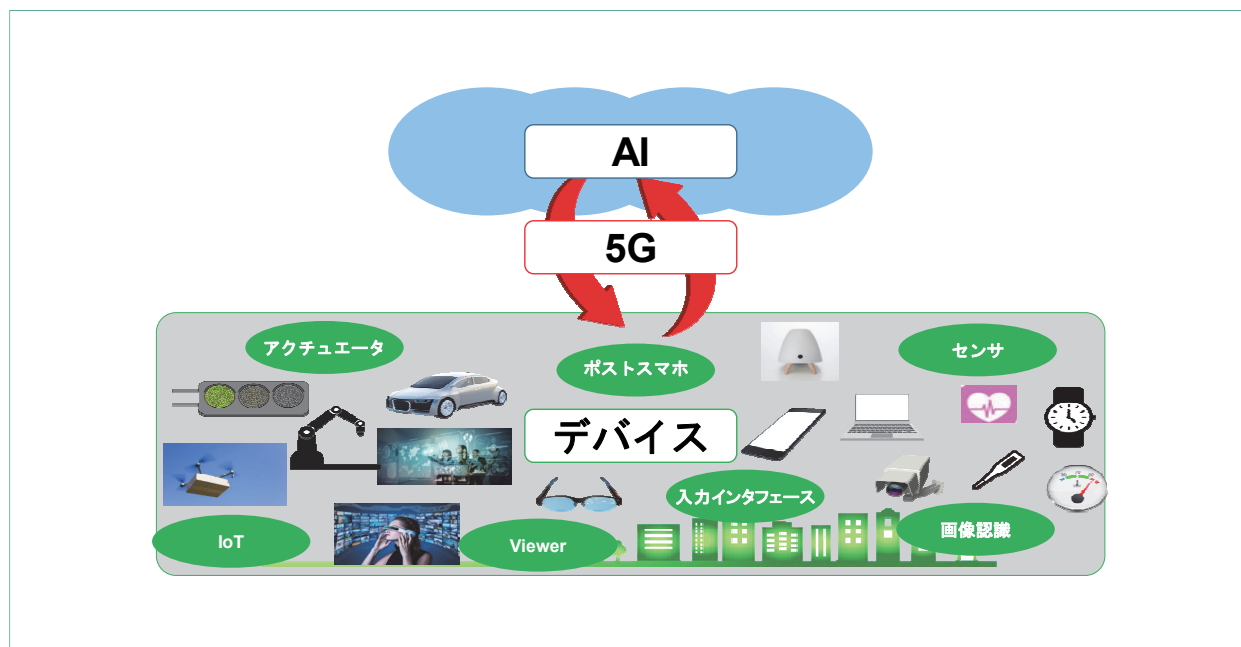 AI
5G
アクチュエータ
ポストスマホ
センサ
デバイス
入力インタフェース
IoT
Viewer
画像認識